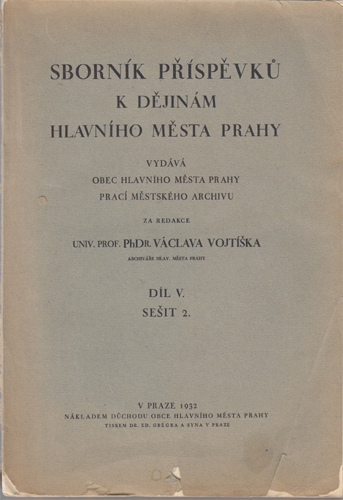 SBORNÍK PŘÍSPĚVKŮ
K DĚJINÁM
HLAVNÍHO MĚSTA PRAHY
VYDÁVÁ
OBEC HLAVNÍHO MĚSTA PRAHY
PRACÍ MĚSTSKÉHO ARCHIVU
ZA REDAKCE
UNIV. PROF. PhDR. VÁCLAVA VOJTÍŠKA
ARCHIVÁŘE HLAV. MĚSTA PRAHY
DÍL V.
SEŠIT 2.
V PRAZE 1932
NÁKLADEM DŮCHODU OBCE HLAVNÍHO MĚSTA PRAHY
TISKEM DR. ED. GRÉGRA A SYNA V PRAZE